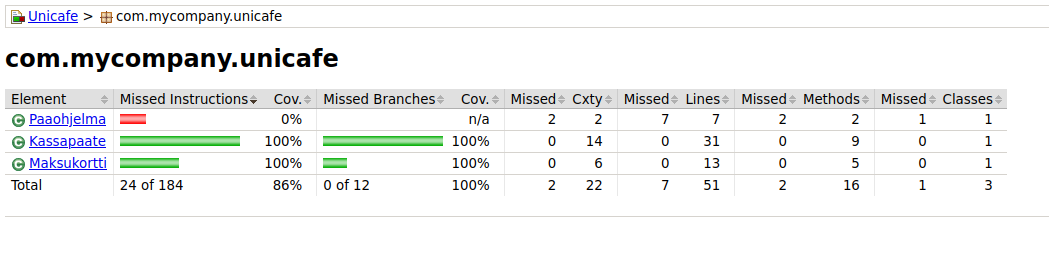 Unicafe > com.mycompany.unicafe
com.mycompany.unicafe
Element Missed Instructions Cov. Missed Branches Cov. Missed Cxty Missed Lines Missed Methods Missed Classes
Paaohjelma 0% n/a 2 2 7 7 2 2 1 1
Kassapaate 100% 100% 0 14 0 31 0 9 0 1
Maksukortti 100% 100% 0 6 0 13 0 5 0 1
Total 24 of 184 86% 0 of 12 100% 2 22 7 51 2 16 1 3